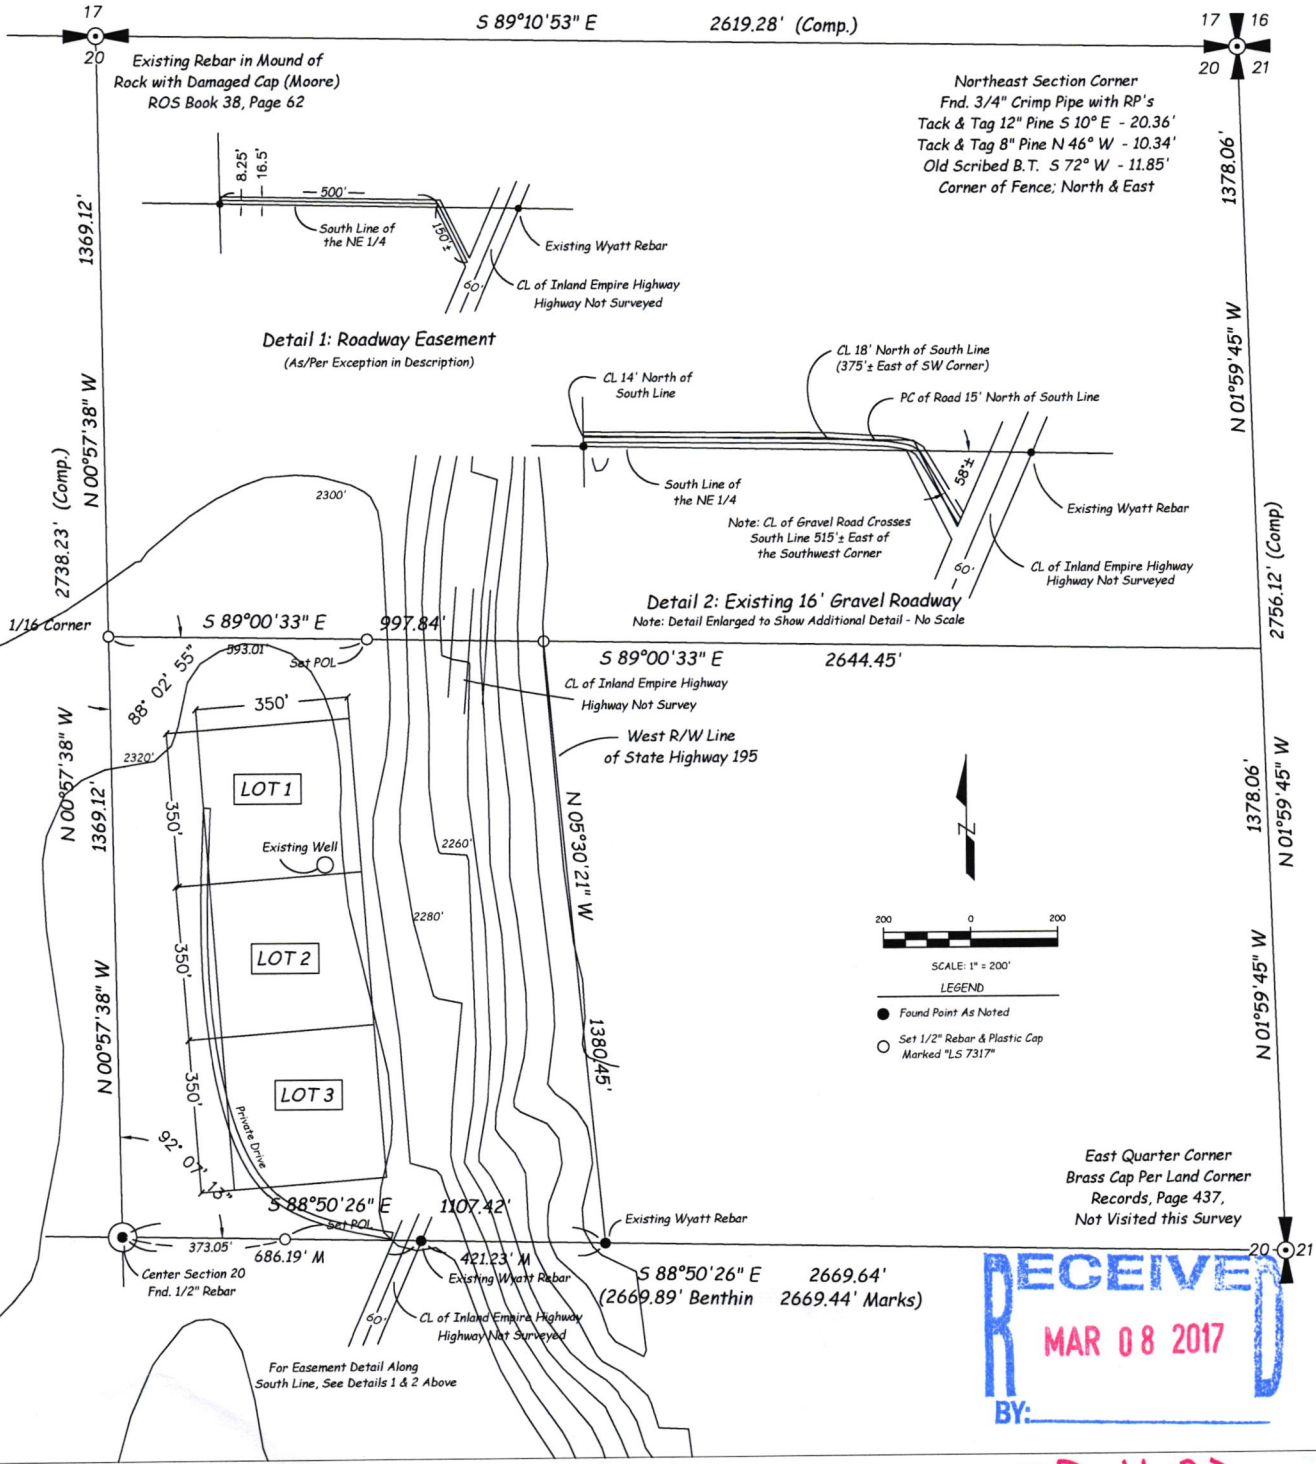 17
S 89°10'53" E 2619.28' (Comp.)
17 16
20
20 21
Existing Rebar in Mound of
Rock with Damaged Cap (Moore)
ROS Book 38, Page 62
Northeast Section Corner
Fnd. 3/4" Crimp Pipe with RP's
Tack & Tag 12" Pine S 10° E - 20.36'
Tack & Tag 8" Pine N 46° W - 10.34'
Old Scribed B.T. S 72° W - 11.85'
Corner of Fence; North & East
1369.12'
1378.06'
8.25'
16.5'
500'
150'±
South Line of
the NE 1/4
Existing Wyatt Rebar
60'
CL of Inland Empire Highway
Highway Not Surveyed
Detail 1: Roadway Easement
(As/Per Exception in Description)
N 00°57'38" W
N 01°59'45" W
CL 18' North of South Line
(375'± East of SW Corner)
CL 14' North of
South Line
PC of Road 15' North of South Line
58'±
South Line of
the NE 1/4
Existing Wyatt Rebar
Note: CL of Gravel Road Crosses
South Line 515'± East of
the Southwest Corner
60'
CL of Inland Empire Highway
Highway Not Surveyed
Detail 2: Existing 16' Gravel Roadway
Note: Detail Enlarged to Show Additional Detail - No Scale
2738.23' (Comp.)
2756.12' (Comp)
2300'
1/16 Corner
S 89°00'33" E 997.84'
593.01'
Set POL
S 89°00'33" E 2644.45'
88° 02' 55"
CL of Inland Empire Highway
Highway Not Survey
West R/W Line
of State Highway 195
350'
2320'
N 00°57'38" W
1369.12'
LOT 1
350'
Existing Well
2260'
N 05°30'21" W
1378.06'
N 01°59'45" W
2280'
LOT 2
350'
200 0 200
SCALE: 1" = 200'
LEGEND
Found Point As Noted
Set 1/2" Rebar & Plastic Cap
Marked "LS 7317"
N 00°57'38" W
N 01°59'45" W
1380.45'
LOT 3
350'
Private Drive
92° 07' 13"
S 88°50'26" E 1107.42'
Set POL
373.05'
686.19' M
421.23' M
Existing Wyatt Rebar
Existing Wyatt Rebar
East Quarter Corner
Brass Cap Per Land Corner
Records, Page 437,
Not Visited this Survey
20 21
Center Section 20
Fnd. 1/2" Rebar
60'
CL of Inland Empire Highway
Highway Not Surveyed
S 88°50'26" E 2669.64'
(2669.89' Benthin 2669.44' Marks)
For Easement Detail Along
South Line, See Details 1 & 2 Above
RECEIVED
MAR 08 2017
BY: